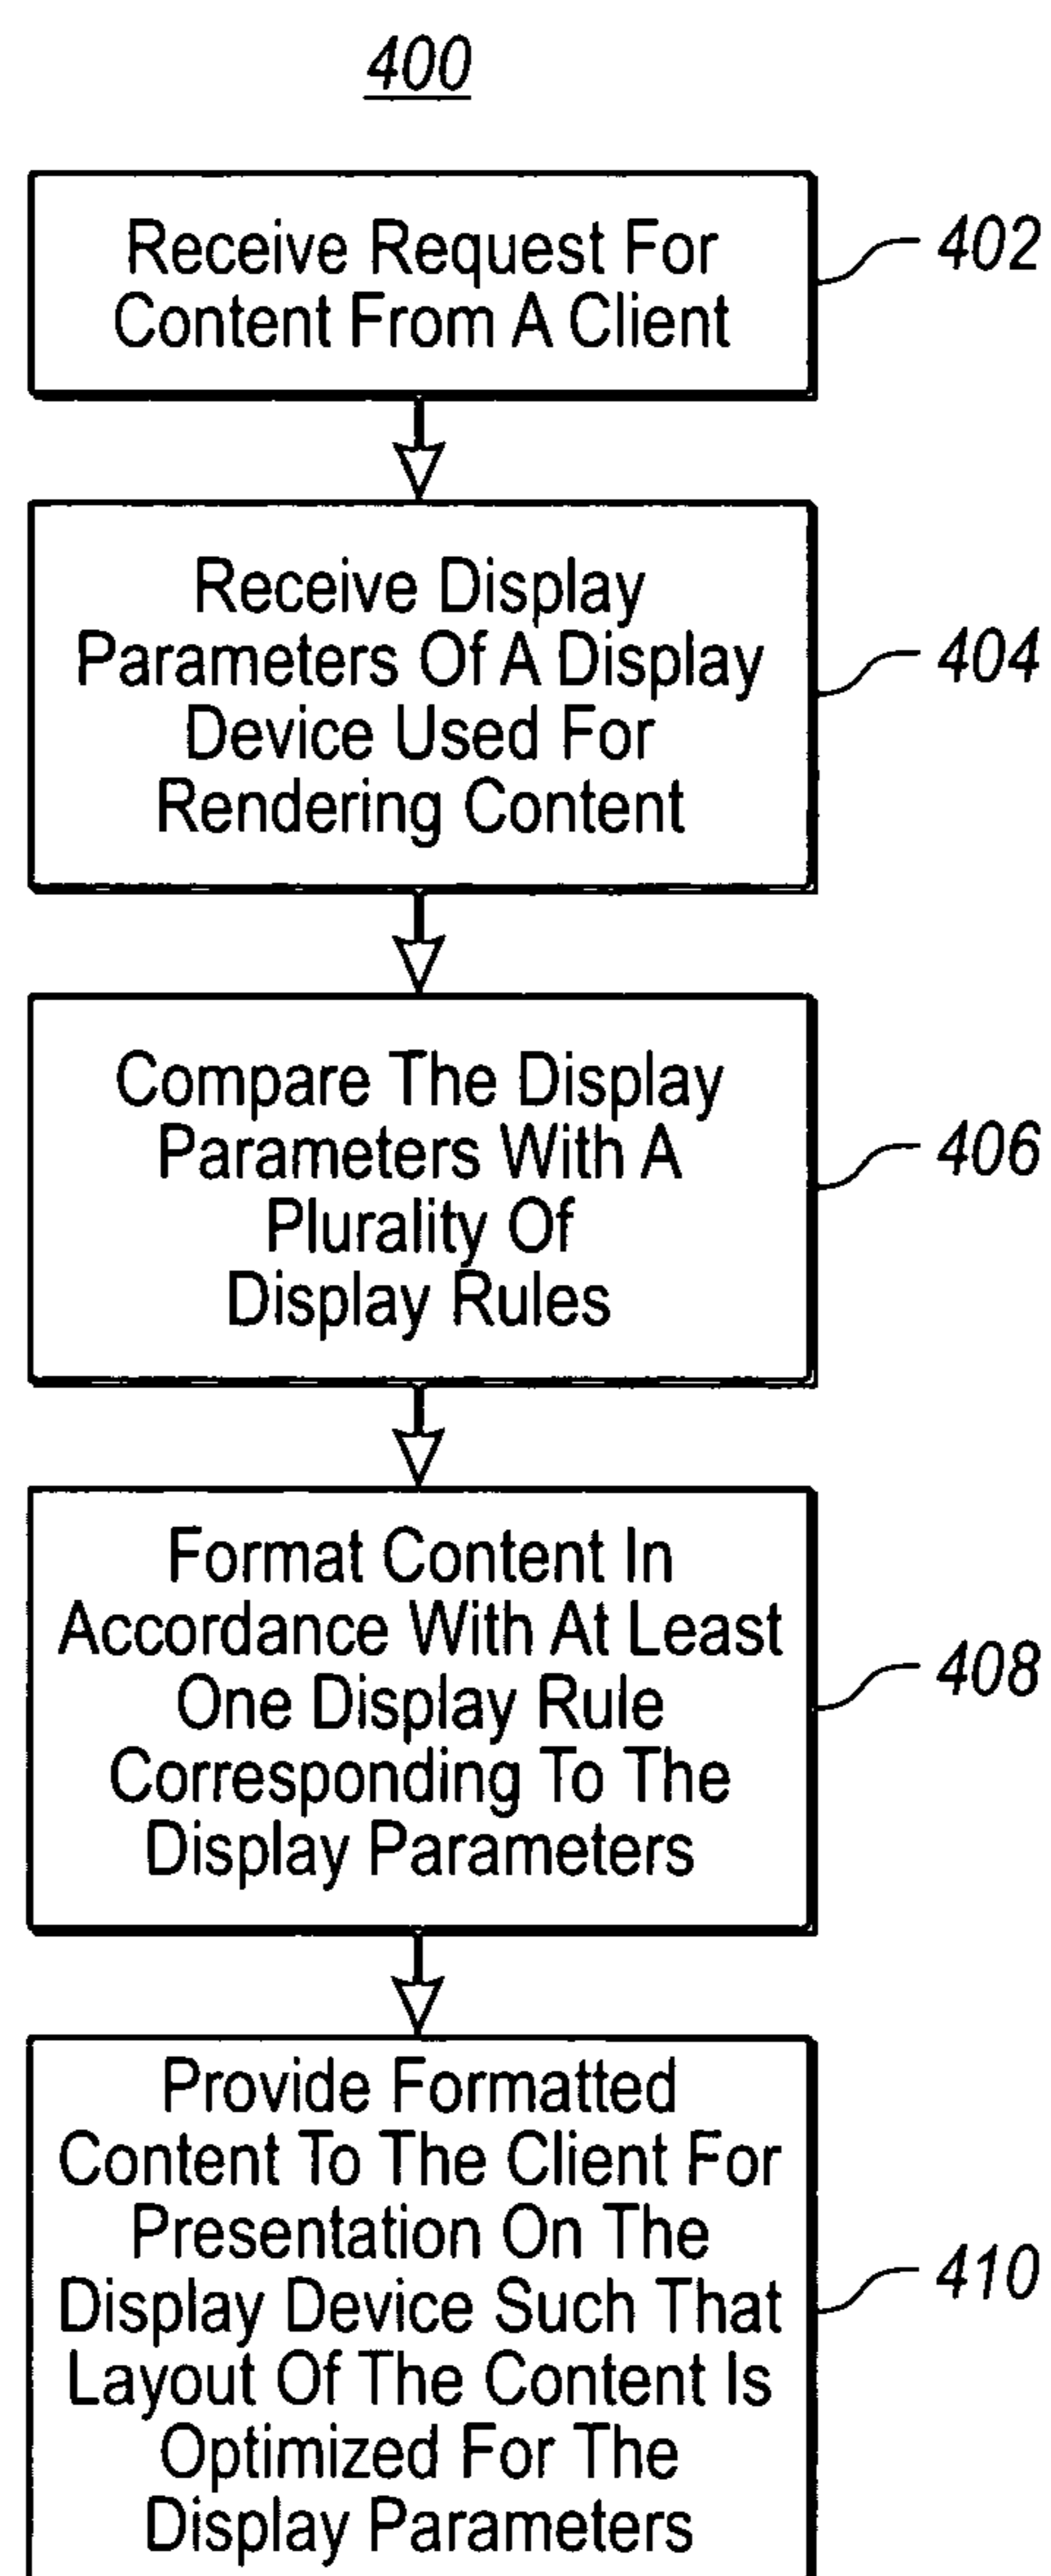 400
Receive Request For
Content From A Client
402
Receive Display
Parameters Of A Display
Device Used For
Rendering Content
404
Compare The Display
Parameters With A
Plurality Of
Display Rules
406
Format Content In
Accordance With At Least
One Display Rule
Corresponding To The
Display Parameters
408
Provide Formatted
Content To The Client For
Presentation On The
Display Device Such That
Layout Of The Content Is
Optimized For The
Display Parameters
410